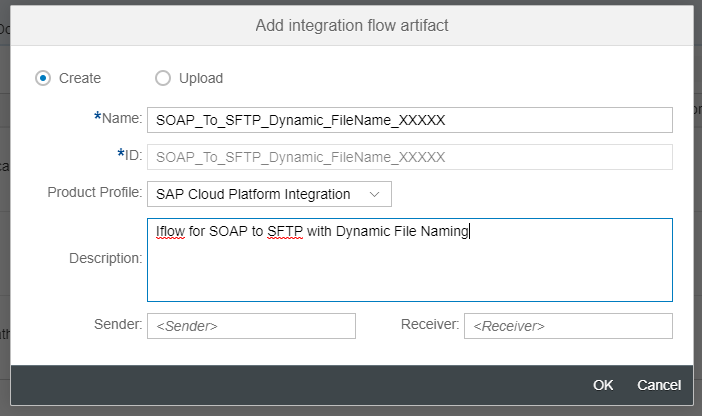 Add integration flow artifact
Create Upload
*Name: SOAP_To_SFTP_Dynamic_FileName_XXXXX
*ID: SOAP_To_SFTP_Dynamic_FileName_XXXXX
Product Profile: SAP Cloud Platform Integration
Description: Iflow for SOAP to SFTP with Dynamic File Naming
Sender: <Sender> Receiver: <Receiver>
OK Cancel